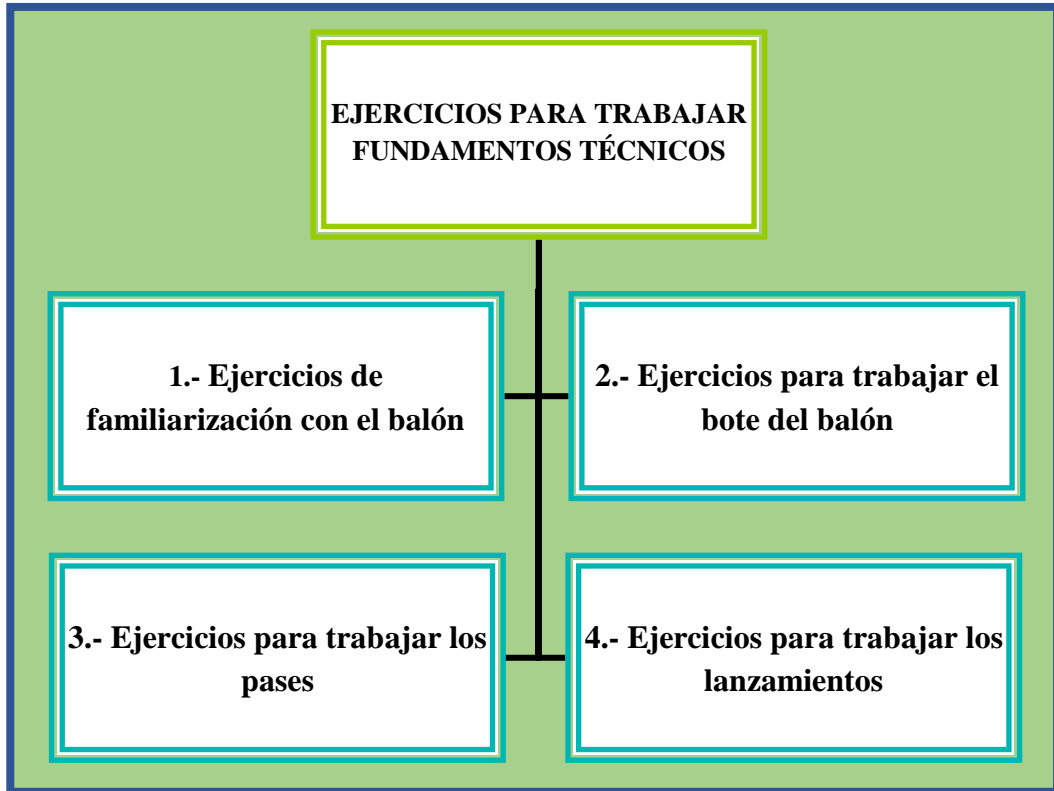 EJERCICIOS PARA TRABAJAR
FUNDAMENTOS TÉCNICOS
1.- Ejercicios de
familiarización con el balón
2.- Ejercicios para trabajar el
bote del balón
3.- Ejercicios para trabajar los
pases
4.- Ejercicios para trabajar los
lanzamientos